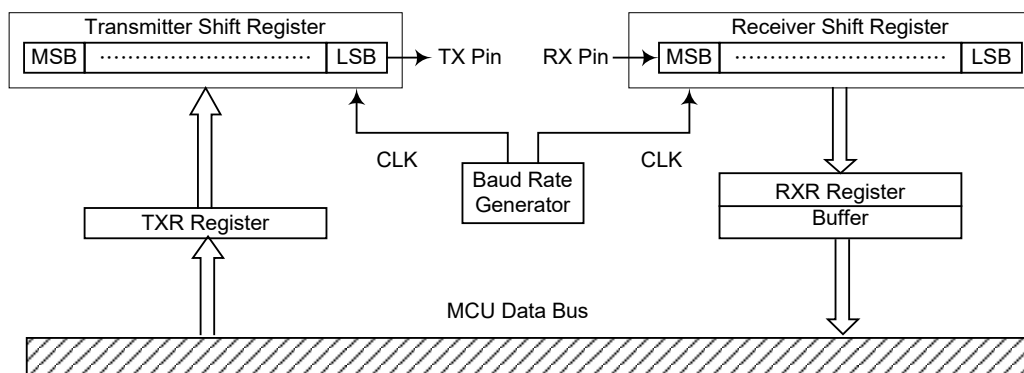 Transmitter Shift Register
MSB ............................... LSB
TX Pin
RX Pin
Receiver Shift Register
MSB ............................... LSB
CLK
CLK
Baud Rate
Generator
TXR Register
RXR Register
Buffer
MCU Data Bus